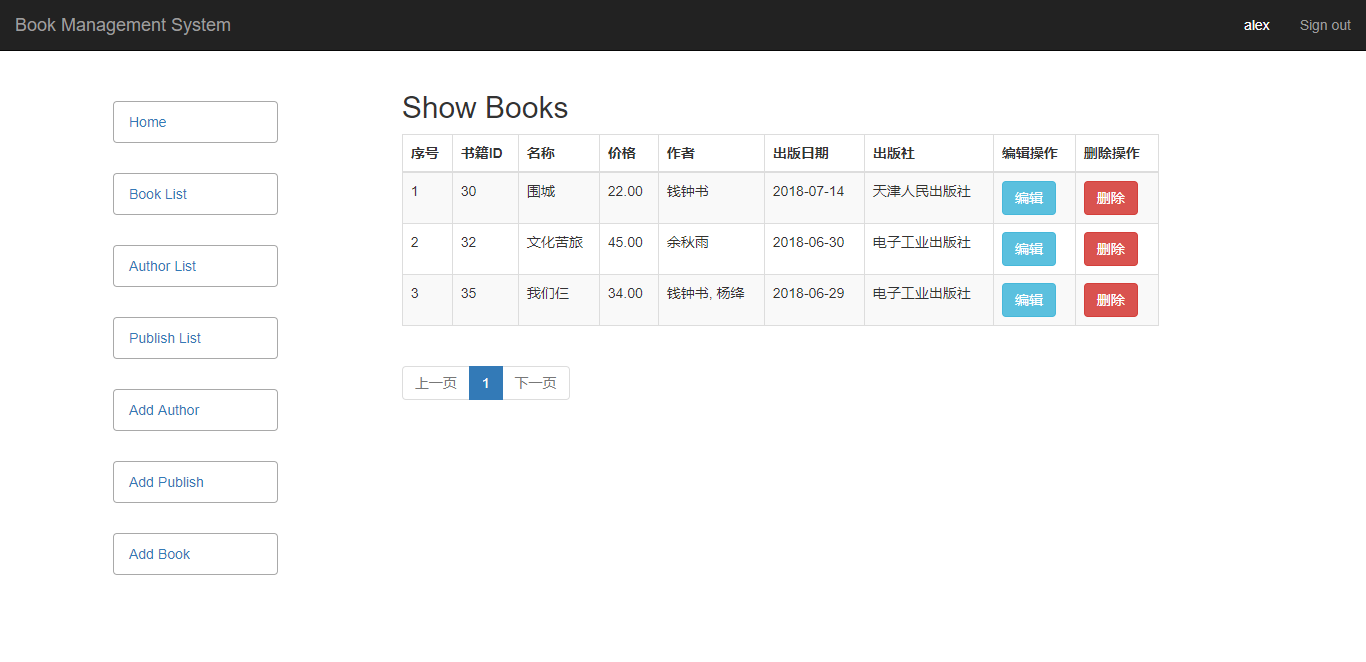 Book Management System alex Sign out
Home
Book List
Author List
Publish List
Add Author
Add Publish
Add Book
Show Books
序号 书籍ID 名称 价格 作者 出版日期 出版社 编辑操作 删除操作
1 30 围城 22.00 钱钟书 2018-07-14 天津人民出版社 编辑 删除
2 32 文化苦旅 45.00 余秋雨 2018-06-30 电子工业出版社 编辑 删除
3 35 我们仨 34.00 钱钟书, 杨绛 2018-06-29 电子工业出版社 编辑 删除
上一页 1 下一页